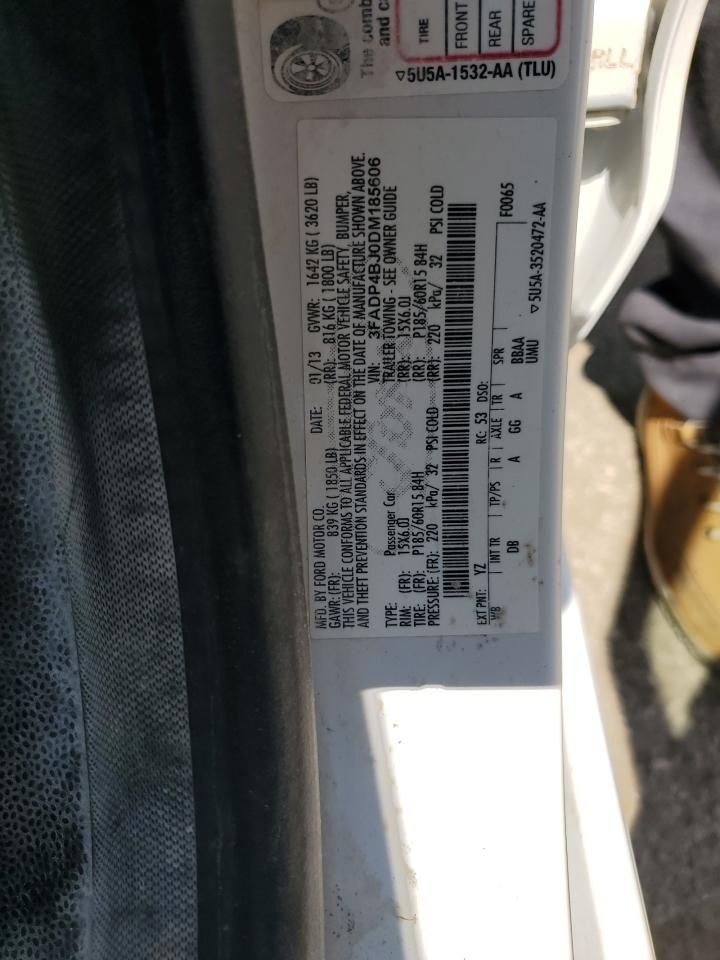 The comb
and ca
TIRE
FRONT
REAR
SPARE
▽5U5A-1532-AA (TLU)
MFD. BY FORD MOTOR CO.
DATE: 01/13 GVWR: 1642 KG ( 3620 LB)
GAWR:(FR): 839 KG ( 1850 LB) (RR): 816 KG ( 1800 LB)
THIS VEHICLE CONFORMS TO ALL APPLICABLE FEDERAL MOTOR VEHICLE SAFETY, BUMPER,
AND THEFT PREVENTION STANDARDS IN EFFECT ON THE DATE OF MANUFACTURE SHOWN ABOVE.
VIN: 3FADP4BJ0DM185606
TYPE: Passenger Car TRAILER TOWING - SEE OWNER GUIDE
RIM: (FR): 15X6.0J (RR): 15X6.0J
TIRE: (FR): P185/60R15 84H (RR): P185/60R15 84H
PRESSURE:(FR): 220 kPa/ 32 PSI COLD (RR): 220 kPa/ 32 PSI COLD
EXT PNT: YZ RC: 53 DSO:
WB INT TR TP/PS R AXLE TR SPR F0065
DB A GG A BBAA
UMU
▽5U5A-3520472-AA